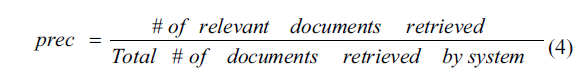 prec = # of relevant documents retrieved / Total # of documents retrieved by system (4)